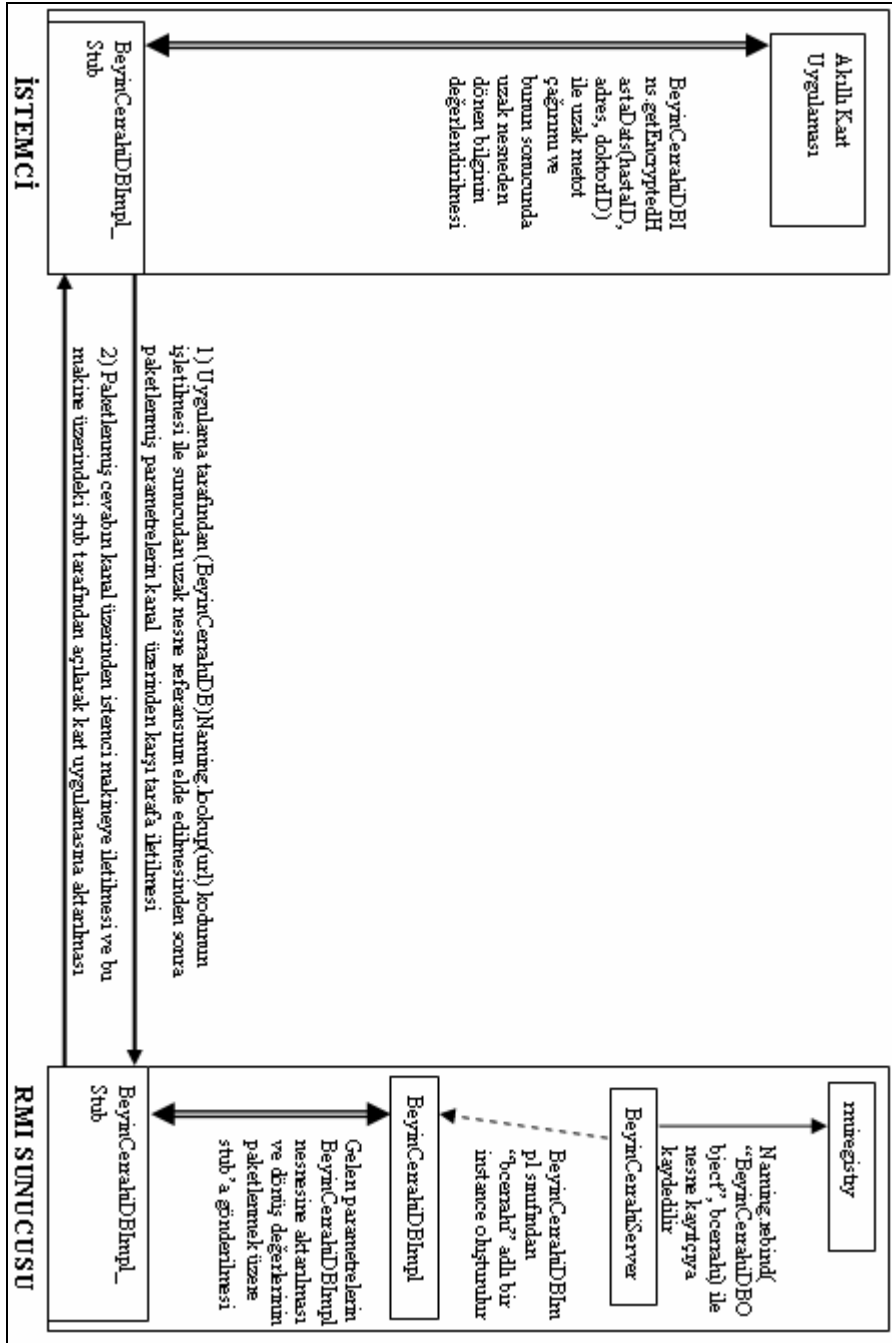 Akıllı Kart
Uygulaması
BeyinCerrahiDBI
ns.getEncryptedH
astaDats(hastaID,
adres, doktorID)
ile uzak metot
çağırımı ve
bunun sonucunda
uzak nesneden
dönen bilginin
değerlendirilmesi
BeyinCerrahiDBImpl_
Stub
İSTEMCİ
1) Uygulama tarafından (BeyinCerrahiDB)Naming.lookup(url) kodunun
işletilmesi ile sunucudan uzak nesne referansının elde edilmesinden sonra
paketlenmiş parametrelerin kanal üzerinden karşı tarafa iletilmesi
2) Paketlenmiş cevabın kanal üzerinden istemci makineye iletilmesi ve bu
makine üzerindeki stub tarafından açılarak kart uygulamasına aktarılması
rmiregistry
Naming.rebind(
“BeyinCerrahiDBO
bject”, bcerrahi) ile
nesne kayıtçıya
kaydedilir
BeyinCerrahiServer
BeyinCerrahiDBIm
pl sınıfından
“bcerrahi” adlı bir
instance oluşturulur
BeyinCerrahiDBImpl
Gelen parametrelerin
BeyinCerrahiDBImpl
nesnesine aktarılması
ve dönüş değerlerinin
paketlenmek üzere
stub’a gönderilmesi
BeyinCerrahiDBImpl_
Stub
RMI SUNUCUSU